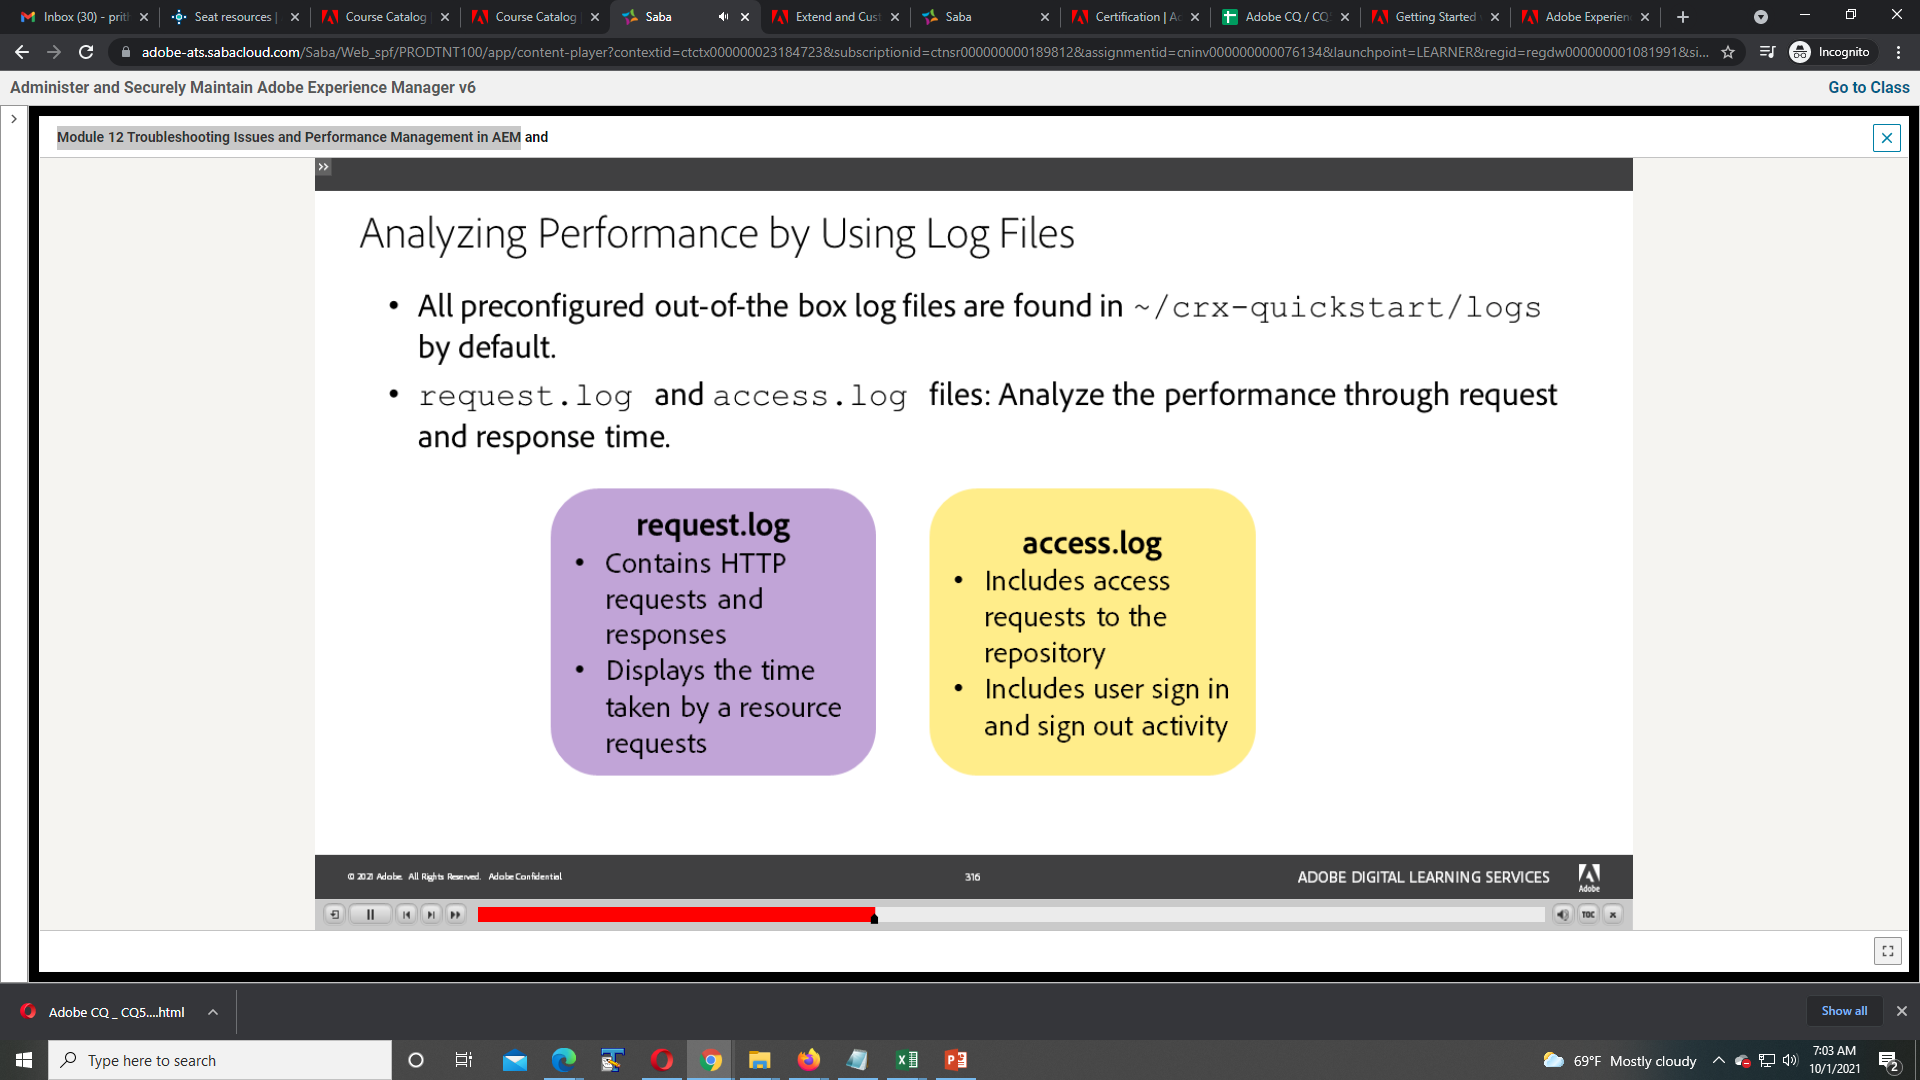 Inbox (30) - prith
Seat resources |
Course Catalog |
Course Catalog |
Saba
Extend and Cust
Saba
Certification | Ad
Adobe CQ / CQ5
Getting Started
Adobe Experien
adobe-ats.sabacloud.com/Saba/Web_spf/PRODTNT100/app/content-player?contextid=ctctx000000023184723&subscriptionid=ctnsr0000000000189812&assignmentid=cninv000000000076134&launchpoint=LEARNER&regid=regdw000000001081991&si...
Incognito
Administer and Securely Maintain Adobe Experience Manager v6
Go to Class
Module 12 Troubleshooting Issues and Performance Management in AEM and
Analyzing Performance by Using Log Files
• All preconfigured out-of-the box log files are found in ~/crx-quickstart/logs
by default.
• request.log and access.log files: Analyze the performance through request
and response time.
request.log
• Contains HTTP
requests and
responses
• Displays the time
taken by a resource
requests
access.log
• Includes access
requests to the
repository
• Includes user sign in
and sign out activity
© 2021 Adobe. All Rights Reserved. Adobe Confidential
316
ADOBE DIGITAL LEARNING SERVICES
Adobe
TOC
Adobe CQ _ CQ5....html
Show all
Type here to search
69°F Mostly cloudy
7:03 AM
10/1/2021
2